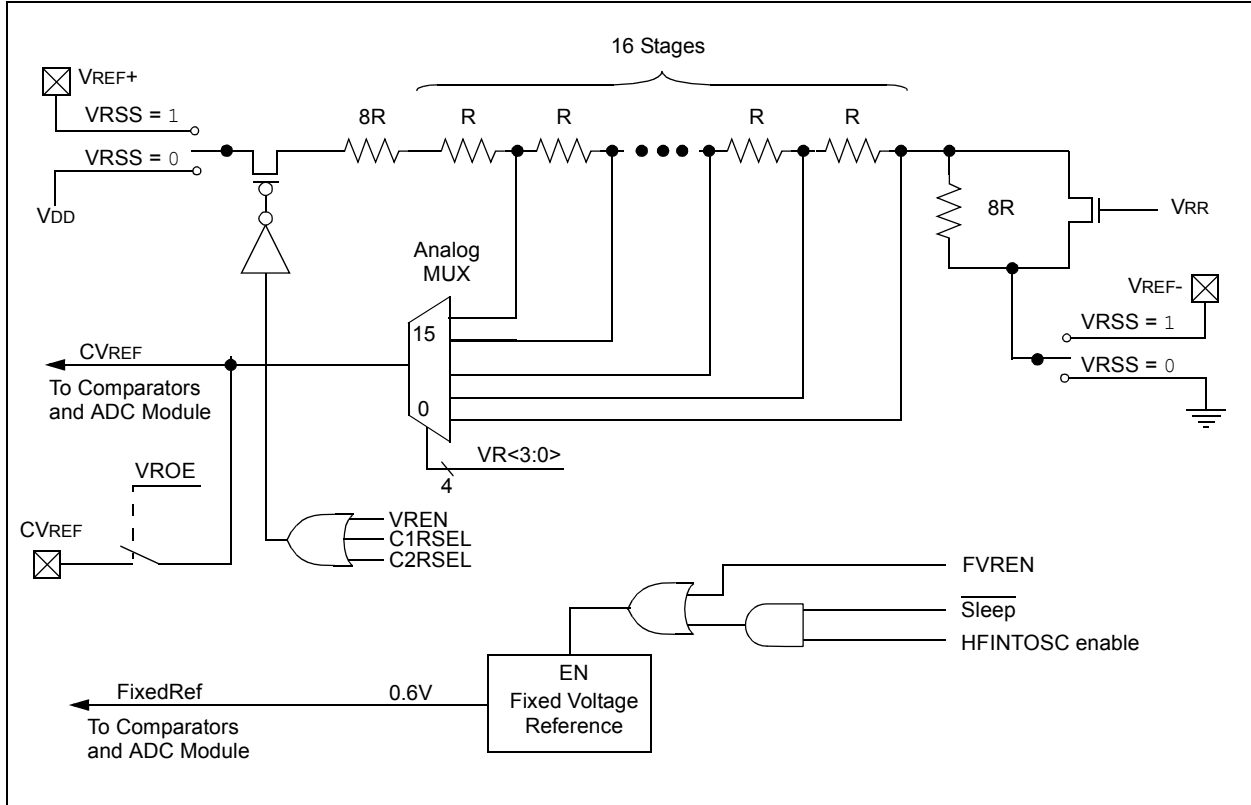 16 Stages
VREF+
VRSS = 1
8R
R
R
R
R
VRSS = 0
VDD
8R
VRR
Analog
MUX
VREF-
15
VRSS = 1
CVREF
VRSS = 0
To Comparators
and ADC Module
0
VR<3:0>
4
VROE
CVREF
VREN
C1RSEL
C2RSEL
FVREN
Sleep
HFINTOSC enable
EN
FixedRef
0.6V
Fixed Voltage
Reference
To Comparators
and ADC Module